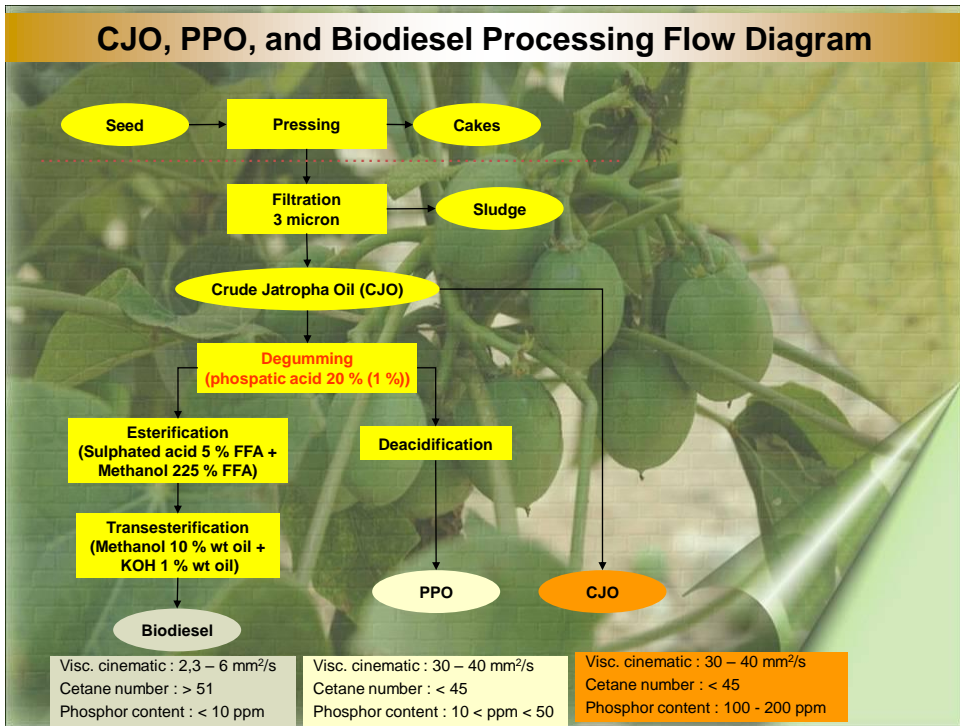 CJO, PPO, and Biodiesel Processing Flow Diagram
Seed
Pressing
Cakes
Filtration
3 micron
Sludge
Crude Jatropha Oil (CJO)
Degumming
(phospatic acid 20 % (1 %))
Esterification
(Sulphated acid 5 % FFA +
Methanol 225 % FFA)
Deacidification
Transesterification
(Methanol 10 % wt oil +
KOH 1 % wt oil)
PPO
CJO
Biodiesel
Visc. cinematic : 2,3 – 6 mm²/s
Cetane number : > 51
Phosphor content : < 10 ppm
Visc. cinematic : 30 – 40 mm²/s
Cetane number : < 45
Phosphor content : 10 < ppm < 50
Visc. cinematic : 30 – 40 mm²/s
Cetane number : < 45
Phosphor content : 100 - 200 ppm